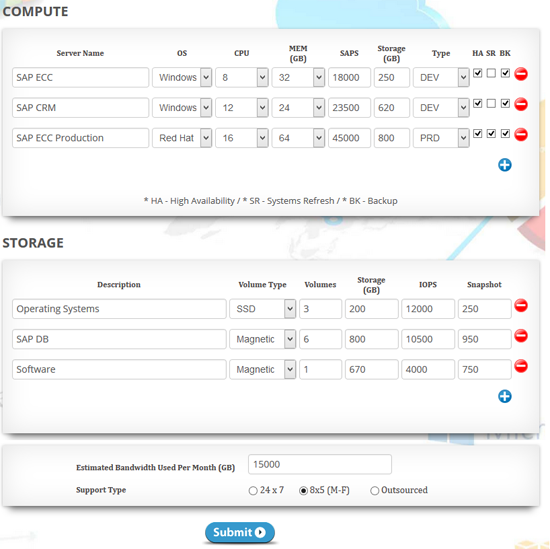 COMPUTE
Server Name OS CPU MEM (GB) SAPS Storage (GB) Type HA SR BK
SAP ECC Windows 8 32 18000 250 DEV
SAP CRM Windows 12 24 23500 620 DEV
SAP ECC Production Red Hat 16 64 45000 800 PRD
* HA - High Availability / * SR - Systems Refresh / * BK - Backup
STORAGE
Description Volume Type Volumes Storage (GB) IOPS Snapshot
Operating Systems SSD 3 200 12000 250
SAP DB Magnetic 6 800 10500 950
Software Magnetic 1 670 4000 750
Estimated Bandwidth Used Per Month (GB) 15000
Support Type 24 x 7 8x5 (M-F) Outsourced
Submit